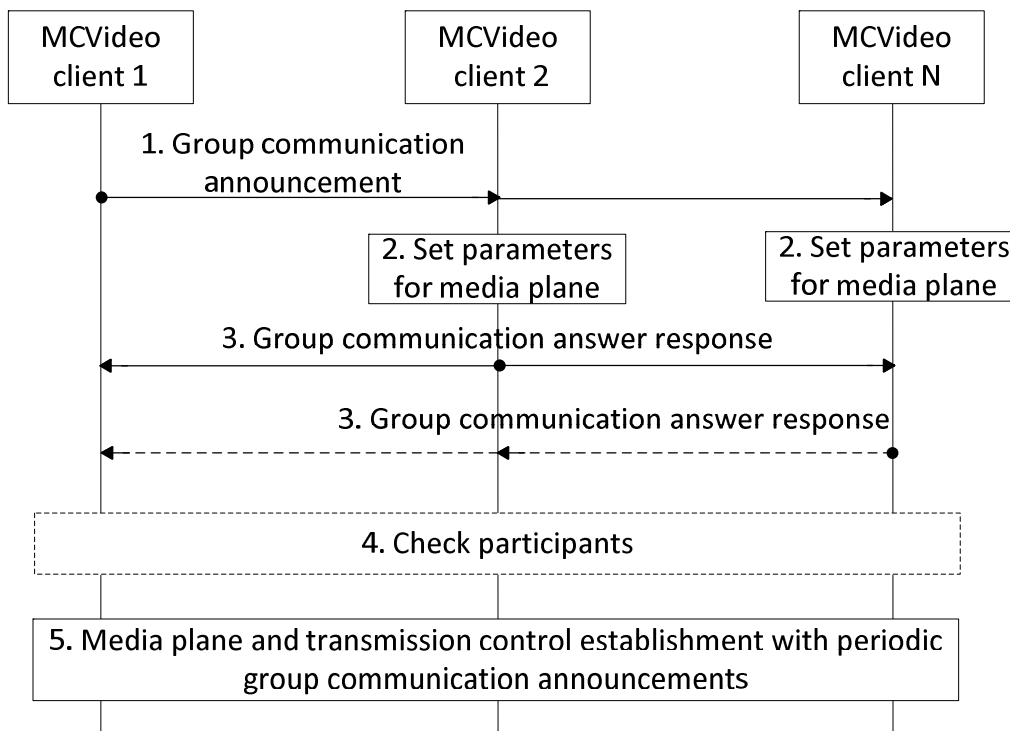 MCVideo
client 1
MCVideo
client 2
MCVideo
client N
1. Group communication
announcement
2. Set parameters
for media plane
2. Set parameters
for media plane
3. Group communication answer response
3. Group communication answer response
4. Check participants
5. Media plane and transmission control establishment with periodic
group communication announcements